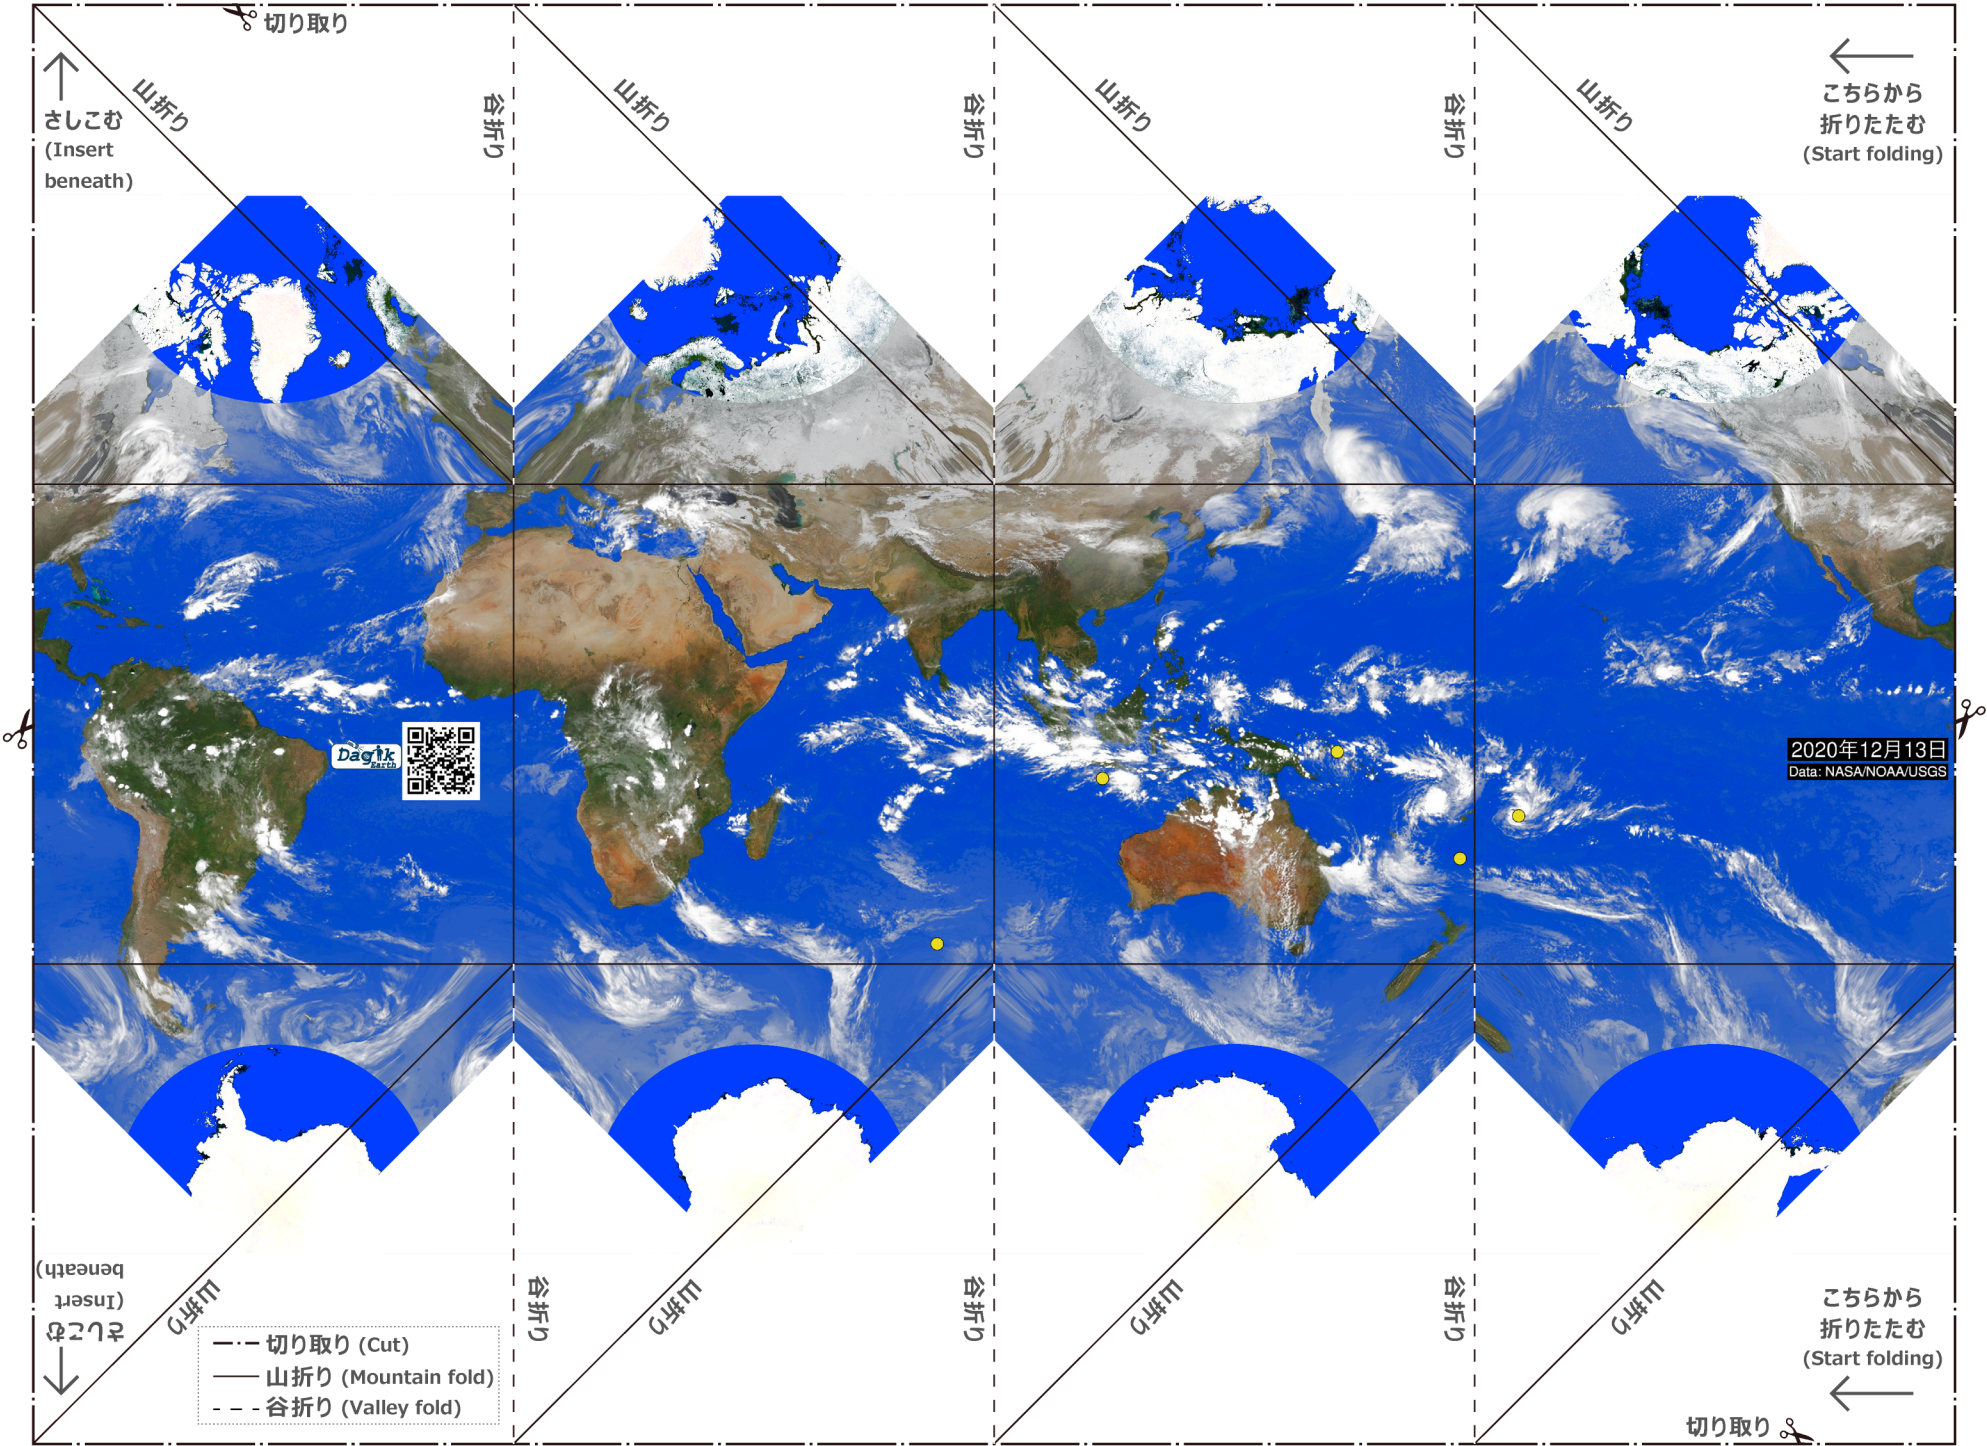 切り取り
さしこむ
(Insert
beneath)
山折り
谷折り
山折り
谷折り
山折り
谷折り
山折り
こちらから
折りたたむ
(Start folding)
Dagik
Earth
2020年12月13日
Data: NASA/NOAA/USGS
さしこむ
(Insert
beneath)
山折り
谷折り
山折り
谷折り
山折り
谷折り
山折り
こちらから
折りたたむ
(Start folding)
切り取り (Cut)
山折り (Mountain fold)
谷折り (Valley fold)
切り取り